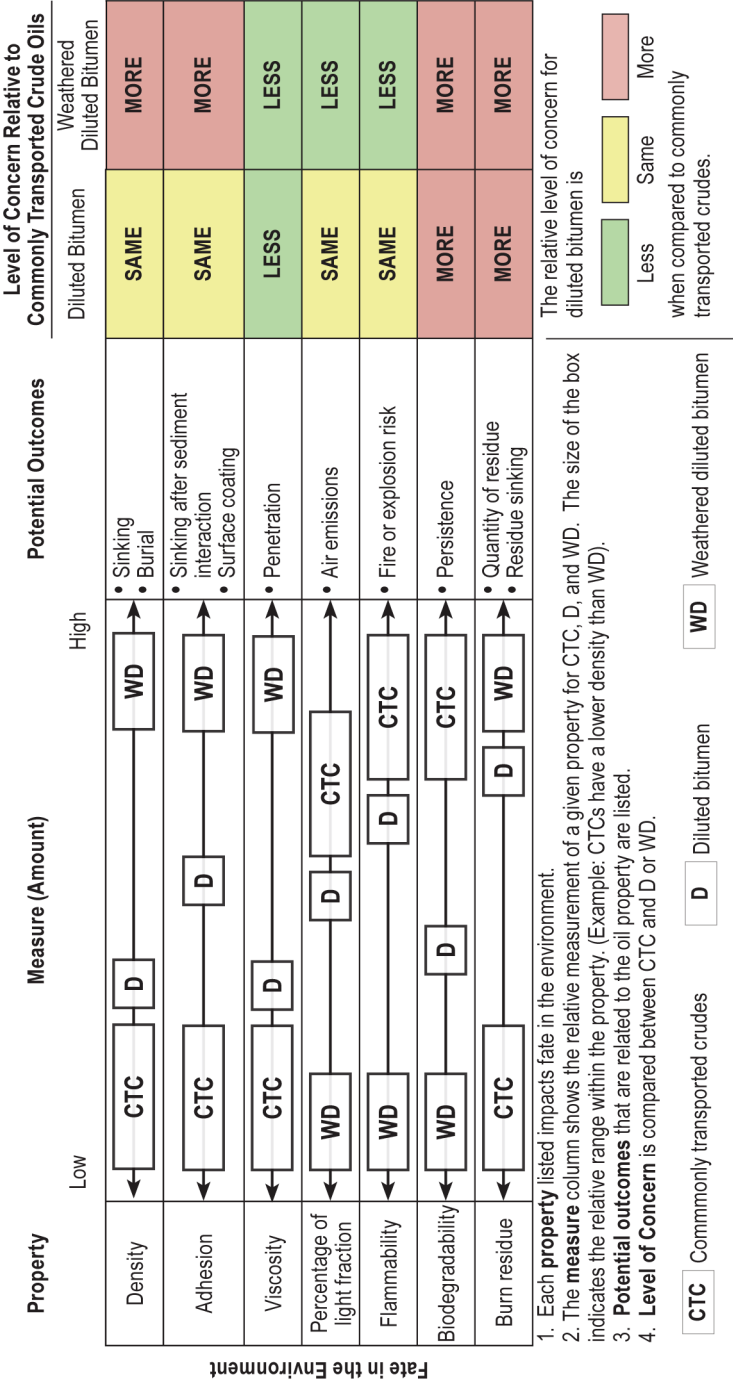 Level of Concern Relative to
Commonly Transported Crude Oils
Property
Measure (Amount)
Potential Outcomes
Diluted Bitumen
Weathered
Diluted Bitumen
Low
High
Fate in the Environment
Density
CTC
D
WD
• Sinking
• Burial
SAME
MORE
Adhesion
CTC
D
WD
• Sinking after sediment
interaction
• Surface coating
SAME
MORE
Viscosity
CTC
D
WD
• Penetration
LESS
LESS
Percentage of
light fraction
WD
D
CTC
• Air emissions
SAME
LESS
Flammability
WD
D
CTC
• Fire or explosion risk
SAME
LESS
Biodegradability
WD
D
CTC
• Persistence
MORE
MORE
Burn residue
CTC
D
WD
• Quantity of residue
• Residue sinking
MORE
MORE
1. Each property listed impacts fate in the environment.
2. The measure column shows the relative measurement of a given property for CTC, D, and WD. The size of the box
indicates the relative range within the property. (Example: CTCs have a lower density than WD).
3. Potential outcomes that are related to the oil property are listed.
4. Level of Concern is compared between CTC and D or WD.
CTC
Commmonly transported crudes
D
Diluted bitumen
WD
Weathered diluted bitumen
The relative level of concern for
diluted bitumen is
Less
Same
More
when compared to commonly
transported crudes.